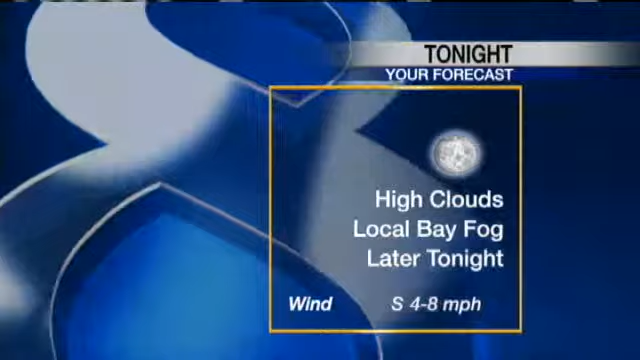 TONIGHT
YOUR FORECAST
High Clouds
Local Bay Fog
Later Tonight
Wind S 4-8 mph